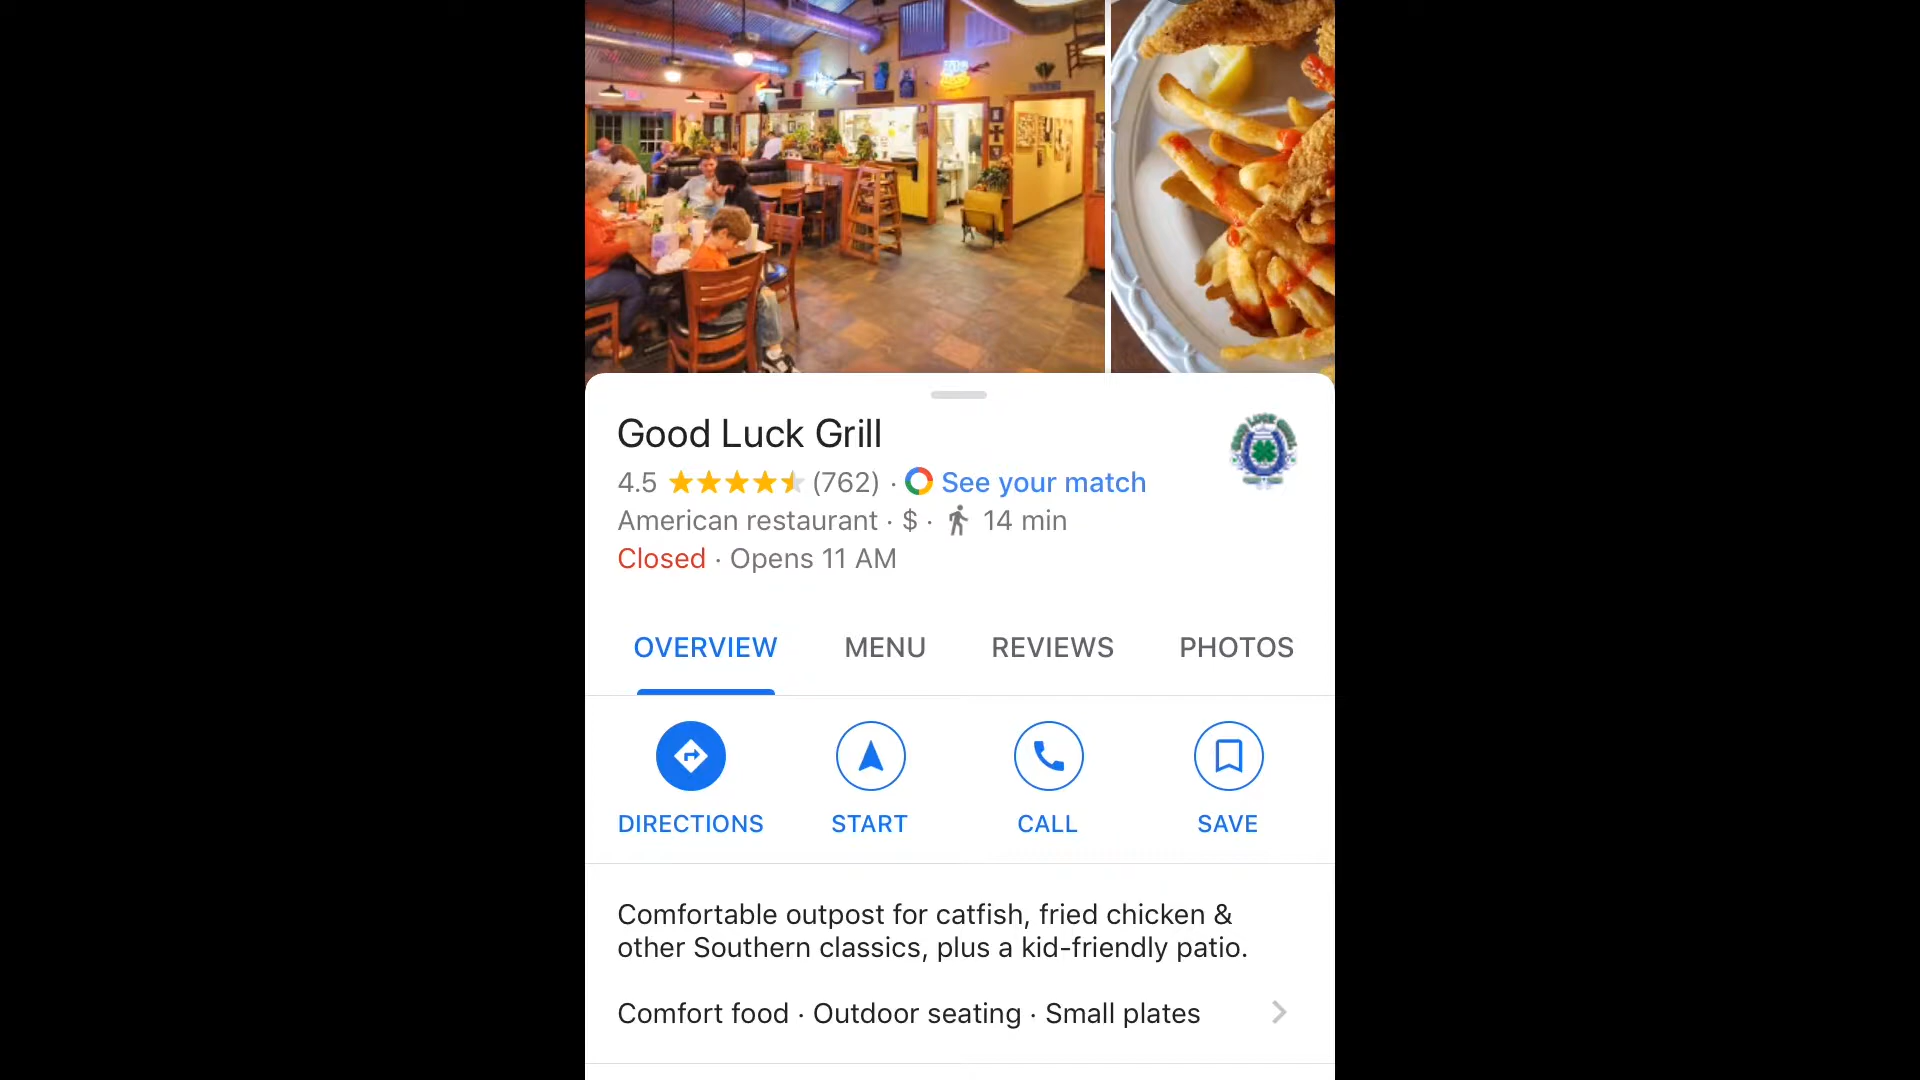 Good Luck Grill
4.5 (762) · See your match
American restaurant · $ · 14 min
Closed · Opens 11 AM
OVERVIEW MENU REVIEWS PHOTOS
DIRECTIONS START CALL SAVE
Comfortable outpost for catfish, fried chicken &
other Southern classics, plus a kid-friendly patio.
Comfort food · Outdoor seating · Small plates